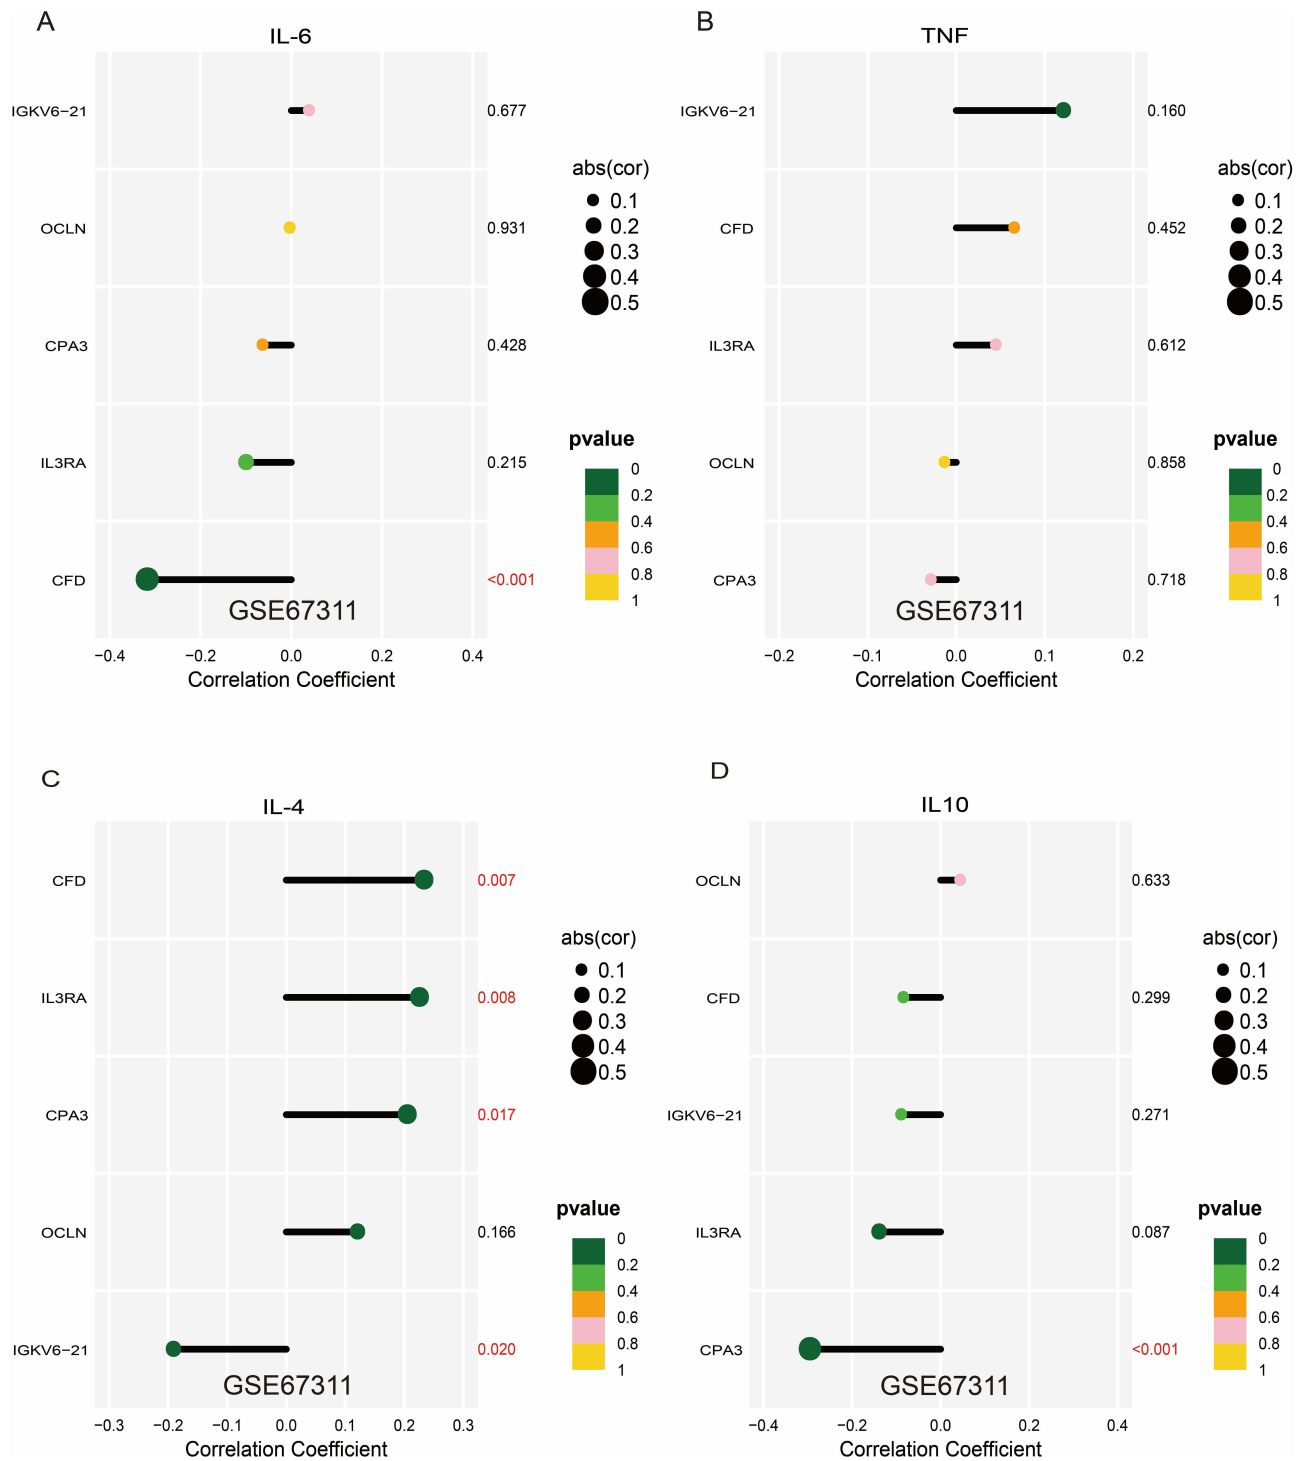 A
IL-6
IGKV6−21
0.677
OCLN
0.931
CPA3
0.428
IL3RA
0.215
CFD
<0.001
GSE67311
−0.4 −0.2 0.0 0.2 0.4
Correlation Coefficient
abs(cor)
0.1
0.2
0.3
0.4
0.5
pvalue
0
0.2
0.4
0.6
0.8
1
B
TNF
IGKV6−21
0.160
CFD
0.452
IL3RA
0.612
OCLN
0.858
CPA3
0.718
GSE67311
−0.2 −0.1 0.0 0.1 0.2
Correlation Coefficient
abs(cor)
0.1
0.2
0.3
0.4
0.5
pvalue
0
0.2
0.4
0.6
0.8
1
C
IL-4
CFD
0.007
IL3RA
0.008
CPA3
0.017
OCLN
0.166
IGKV6−21
0.020
GSE67311
−0.3 −0.2 −0.1 0.0 0.1 0.2 0.3
Correlation Coefficient
abs(cor)
0.1
0.2
0.3
0.4
0.5
pvalue
0
0.2
0.4
0.6
0.8
1
D
IL10
OCLN
0.633
CFD
0.299
IGKV6−21
0.271
IL3RA
0.087
CPA3
<0.001
GSE67311
−0.4 −0.2 0.0 0.2 0.4
Correlation Coefficient
abs(cor)
0.1
0.2
0.3
0.4
0.5
pvalue
0
0.2
0.4
0.6
0.8
1